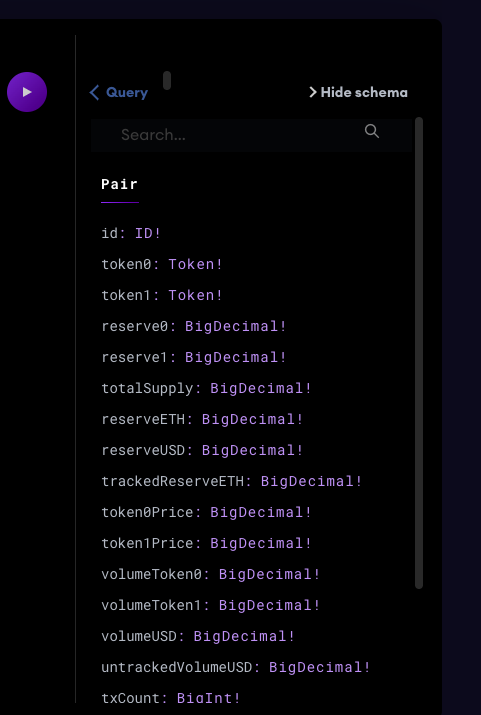 Query
Hide schema
Search...
Pair
id: ID!
token0: Token!
token1: Token!
reserve0: BigDecimal!
reserve1: BigDecimal!
totalSupply: BigDecimal!
reserveETH: BigDecimal!
reserveUSD: BigDecimal!
trackedReserveETH: BigDecimal!
token0Price: BigDecimal!
token1Price: BigDecimal!
volumeToken0: BigDecimal!
volumeToken1: BigDecimal!
volumeUSD: BigDecimal!
untrackedVolumeUSD: BigDecimal!
txCount: BigInt!